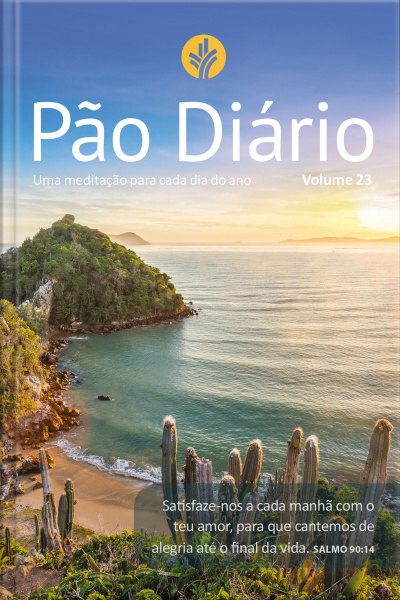 Pão Diário
Uma meditação para cada dia do ano Volume 23
Satisfaze-nos a cada manhã com o
teu amor, para que cantemos de
alegria até o final da vida. SALMO 90:14